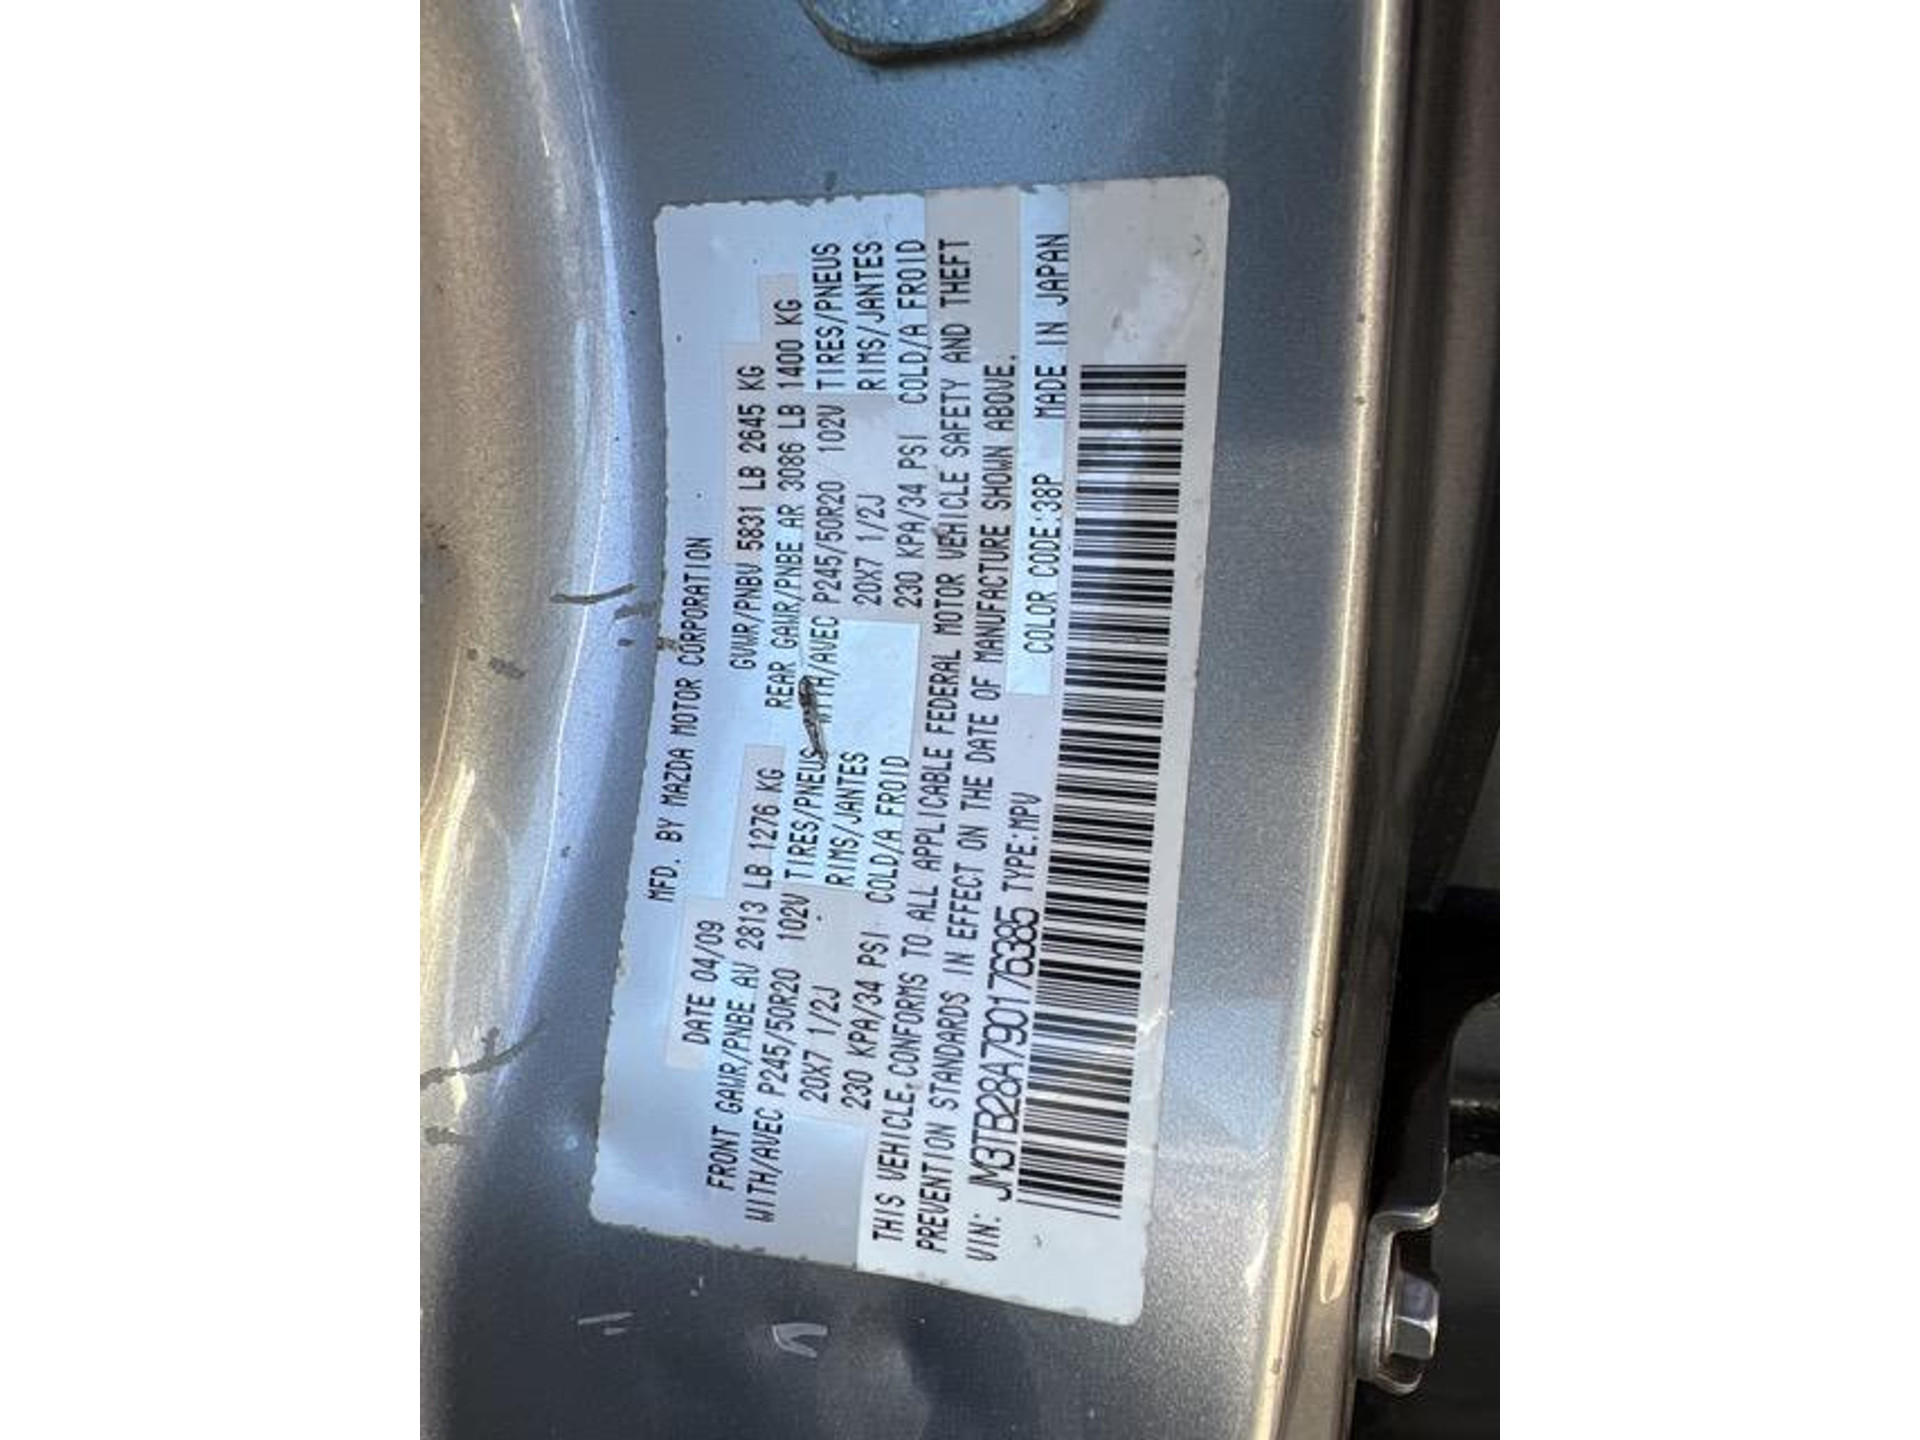 MFD. BY MAZDA MOTOR CORPORATION
DATE 04/09 GVWR/PNBV 5831 LB 2645 KG
FRONT GAWR/PNBE AV 2813 LB 1276 KG REAR GAWR/PNBE AR 3086 LB 1400 KG
WITH/AVEC P245/50R20 102V TIRES/PNEUS WITH/AVEC P245/50R20 102V TIRES/PNEUS
20X7 1/2J RIMS/JANTES 20X7 1/2J RIMS/JANTES
230 KPA/34 PSI COLD/A FROID 230 KPA/34 PSI COLD/A FROID
THIS VEHICLE CONFORMS TO ALL APPLICABLE FEDERAL MOTOR VEHICLE SAFETY AND THEFT
PREVENTION STANDARDS IN EFFECT ON THE DATE OF MANUFACTURE SHOWN ABOVE.
VIN: JM3TB28A790176385 TYPE:MPV COLOR CODE:38P MADE IN JAPAN